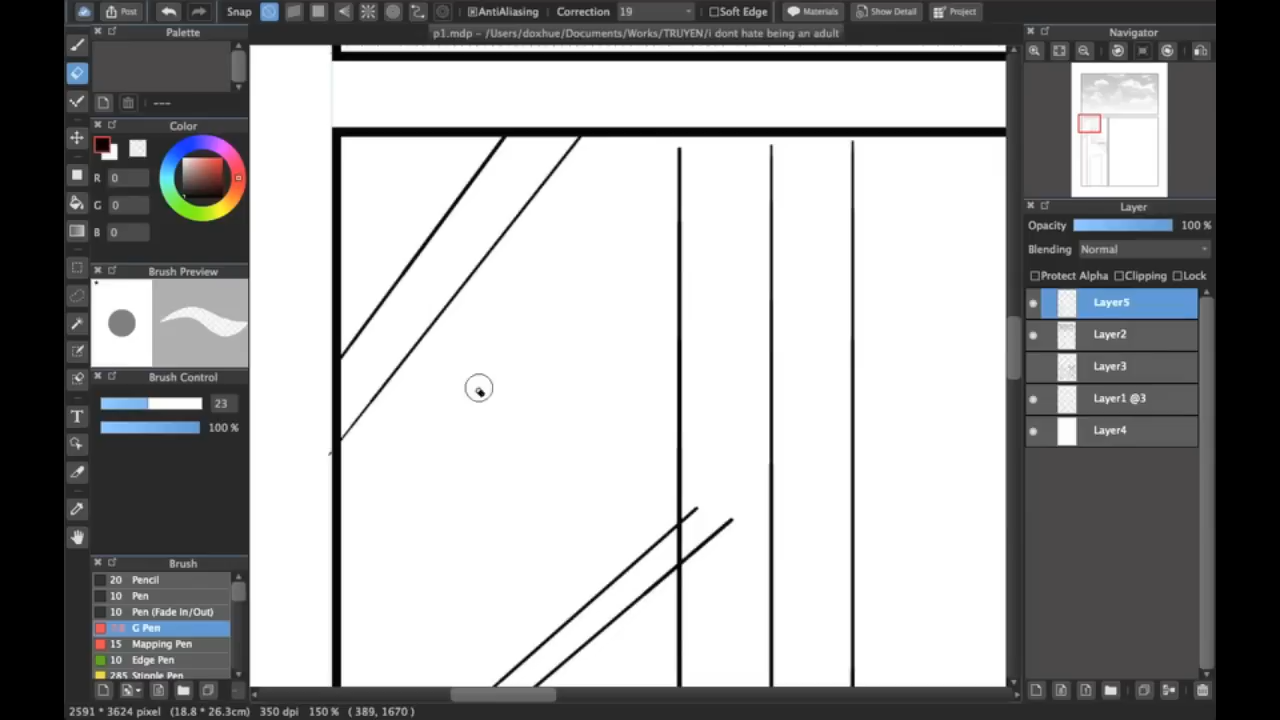 Post Snap AntiAliasing Correction 19 Soft Edge Materials Show Detail Project
p1.mdp - /Users/doxhue/Documents/Works/TRUYEN/i dont hate being an adult
Palette
---
Color
R 0
G 0
B 0
Brush Preview
Brush Control
23
100 %
T
Brush
20 Pencil
10 Pen
10 Pen (Fade In/Out)
G Pen
15 Mapping Pen
10 Edge Pen
285 Stipple Pen
2591 * 3624 pixel (18.8 * 26.3cm) 350 dpi 150 % ( 389, 1670 )
Navigator
Layer
Opacity 100 %
Blending Normal
Protect Alpha Clipping Lock
Layer5
Layer2
Layer3
Layer1 @3
Layer4